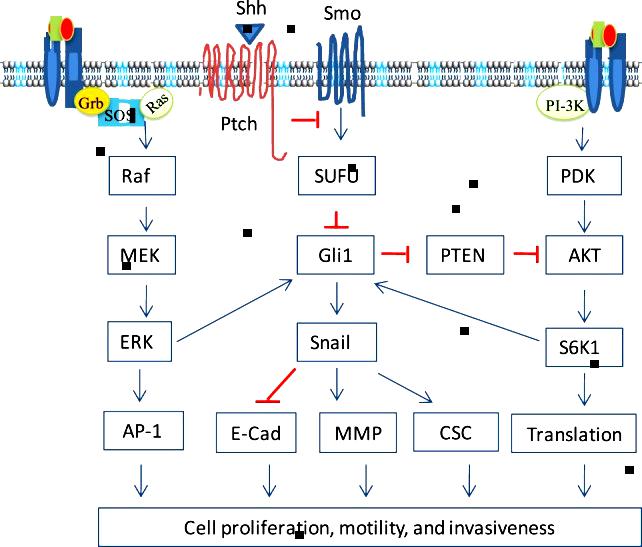 Shh
Smo
Grb
SOS
Ras
Ptch
PI-3K
Raf
SUFU
PDK
MEK
Gli1
PTEN
AKT
ERK
Snail
S6K1
AP-1
E-Cad
MMP
CSC
Translation
Cell proliferation, motility, and invasiveness